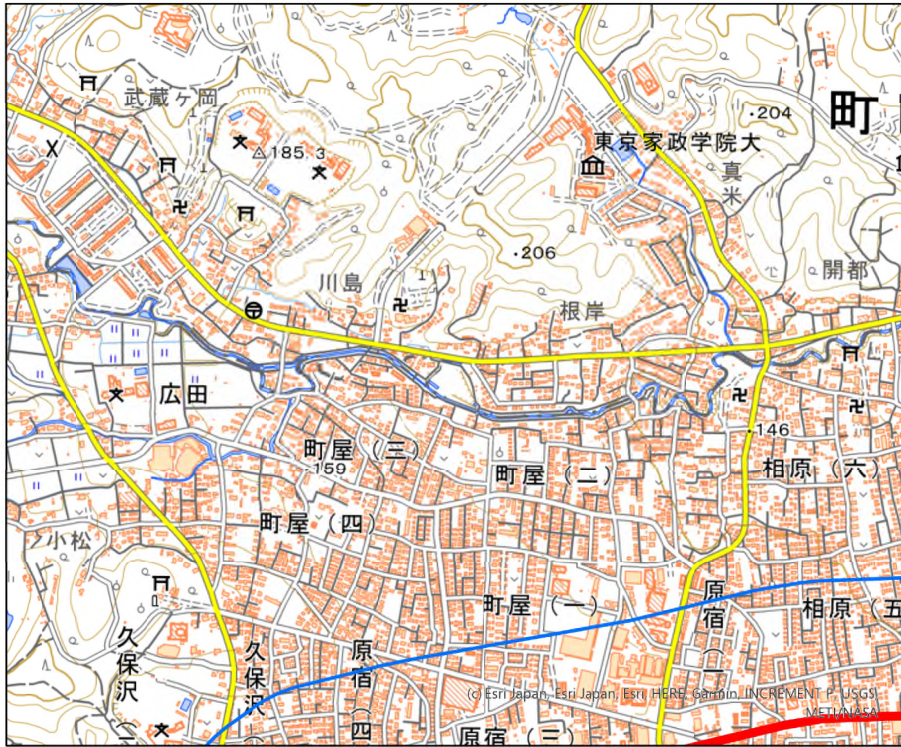 武蔵ヶ岡
185.3
東京家政学院大
204
町
真米
206
川島
根岸
開都
広田
146
町屋（三）
159
町屋（二）
相原（六）
町屋（四）
小松
町屋（一）
原宿（二
相原（五
久保沢（二
久保沢（
原宿（四
原宿（三）
(c) Esri Japan, Esri Japan, Esri, HERE, Garmin, INCREMENT P, USGS,
METI/NASA